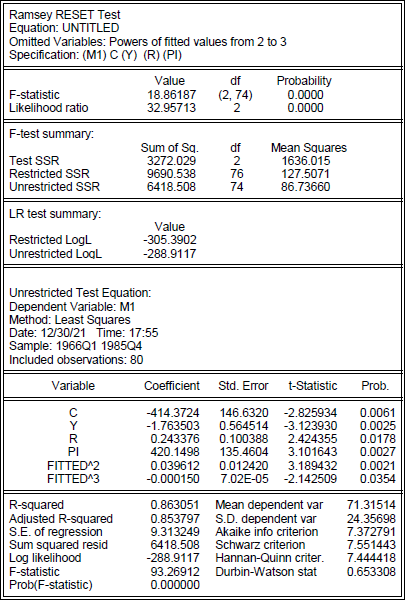 Ramsey RESET Test
Equation: UNTITLED
Omitted Variables: Powers of fitted values from 2 to 3
Specification: (M1) C (Y) (R) (PI)
Value df Probability
F-statistic 18.86187 (2, 74) 0.0000
Likelihood ratio 32.95713 2 0.0000
F-test summary:
Sum of Sq. df Mean Squares
Test SSR 3272.029 2 1636.015
Restricted SSR 9690.538 76 127.5071
Unrestricted SSR 6418.508 74 86.73660
LR test summary:
Value
Restricted LogL -305.3902
Unrestricted LogL -288.9117
Unrestricted Test Equation:
Dependent Variable: M1
Method: Least Squares
Date: 12/30/21 Time: 17:55
Sample: 1966Q1 1985Q4
Included observations: 80
Variable Coefficient Std. Error t-Statistic Prob.
C -414.3724 146.6320 -2.825934 0.0061
Y -1.763503 0.564514 -3.123930 0.0025
R 0.243376 0.100388 2.424355 0.0178
PI 420.1498 135.4604 3.101643 0.0027
FITTED^2 0.039612 0.012420 3.189432 0.0021
FITTED^3 -0.000150 7.02E-05 -2.142509 0.0354
R-squared 0.863051 Mean dependent var 71.31514
Adjusted R-squared 0.853797 S.D. dependent var 24.35698
S.E. of regression 9.313249 Akaike info criterion 7.372791
Sum squared resid 6418.508 Schwarz criterion 7.551443
Log likelihood -288.9117 Hannan-Quinn criter. 7.444418
F-statistic 93.26912 Durbin-Watson stat 0.653308
Prob(F-statistic) 0.000000